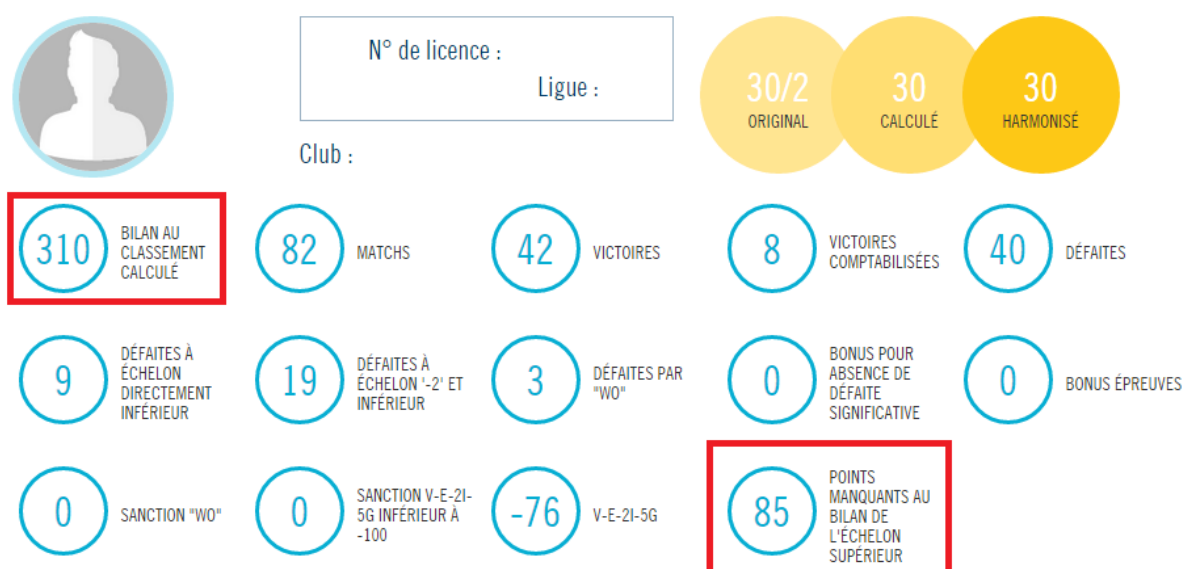 N° de licence :
Ligue :
Club :
30/2
ORIGINAL
30
CALCULÉ
30
HARMONISÉ
310
BILAN AU
CLASSEMENT
CALCULÉ
82
MATCHS
42
VICTOIRES
8
VICTOIRES
COMPTABILISÉES
40
DÉFAITES
9
DÉFAITES À
ÉCHELON
DIRECTEMENT
INFÉRIEUR
19
DÉFAITES À
ÉCHELON '-2' ET
INFÉRIEUR
3
DÉFAITES PAR
"WO"
0
BONUS POUR
ABSENCE DE
DÉFAITE
SIGNIFICATIVE
0
BONUS ÉPREUVES
0
SANCTION "WO"
0
SANCTION V-E-2I-
5G INFÉRIEUR À
-100
-76
V-E-2I-5G
85
POINTS
MANQUANTS AU
BILAN DE
L'ÉCHELON
SUPÉRIEUR